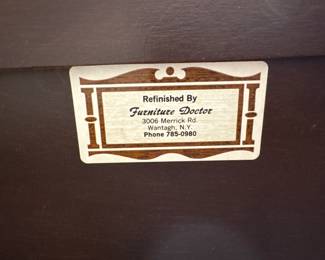 Refinished By
Furniture Doctor
3006 Merrick Rd.
Wantagh, N.Y.
Phone 785-0980